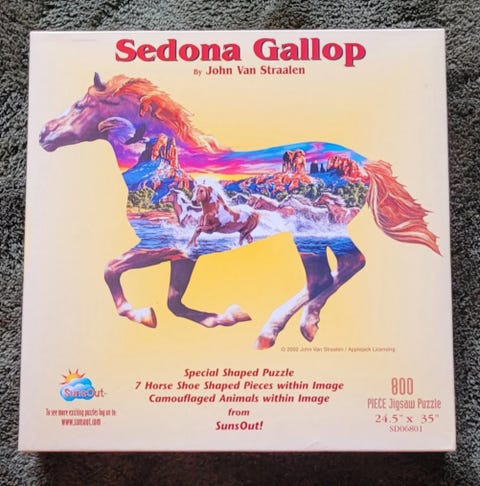 Sedona Gallop
By John Van Straalen
© 2002 John Van Straalen / Applejack Licensing
Special Shaped Puzzle
7 Horse Shoe Shaped Pieces within Image
Camouflaged Animals within Image
from
SunsOut!
SunsOut
To see more exciting puzzles log on to
www.sunsout.com
800
PIECE Jigsaw Puzzle
24.5" x 35"
SD06801